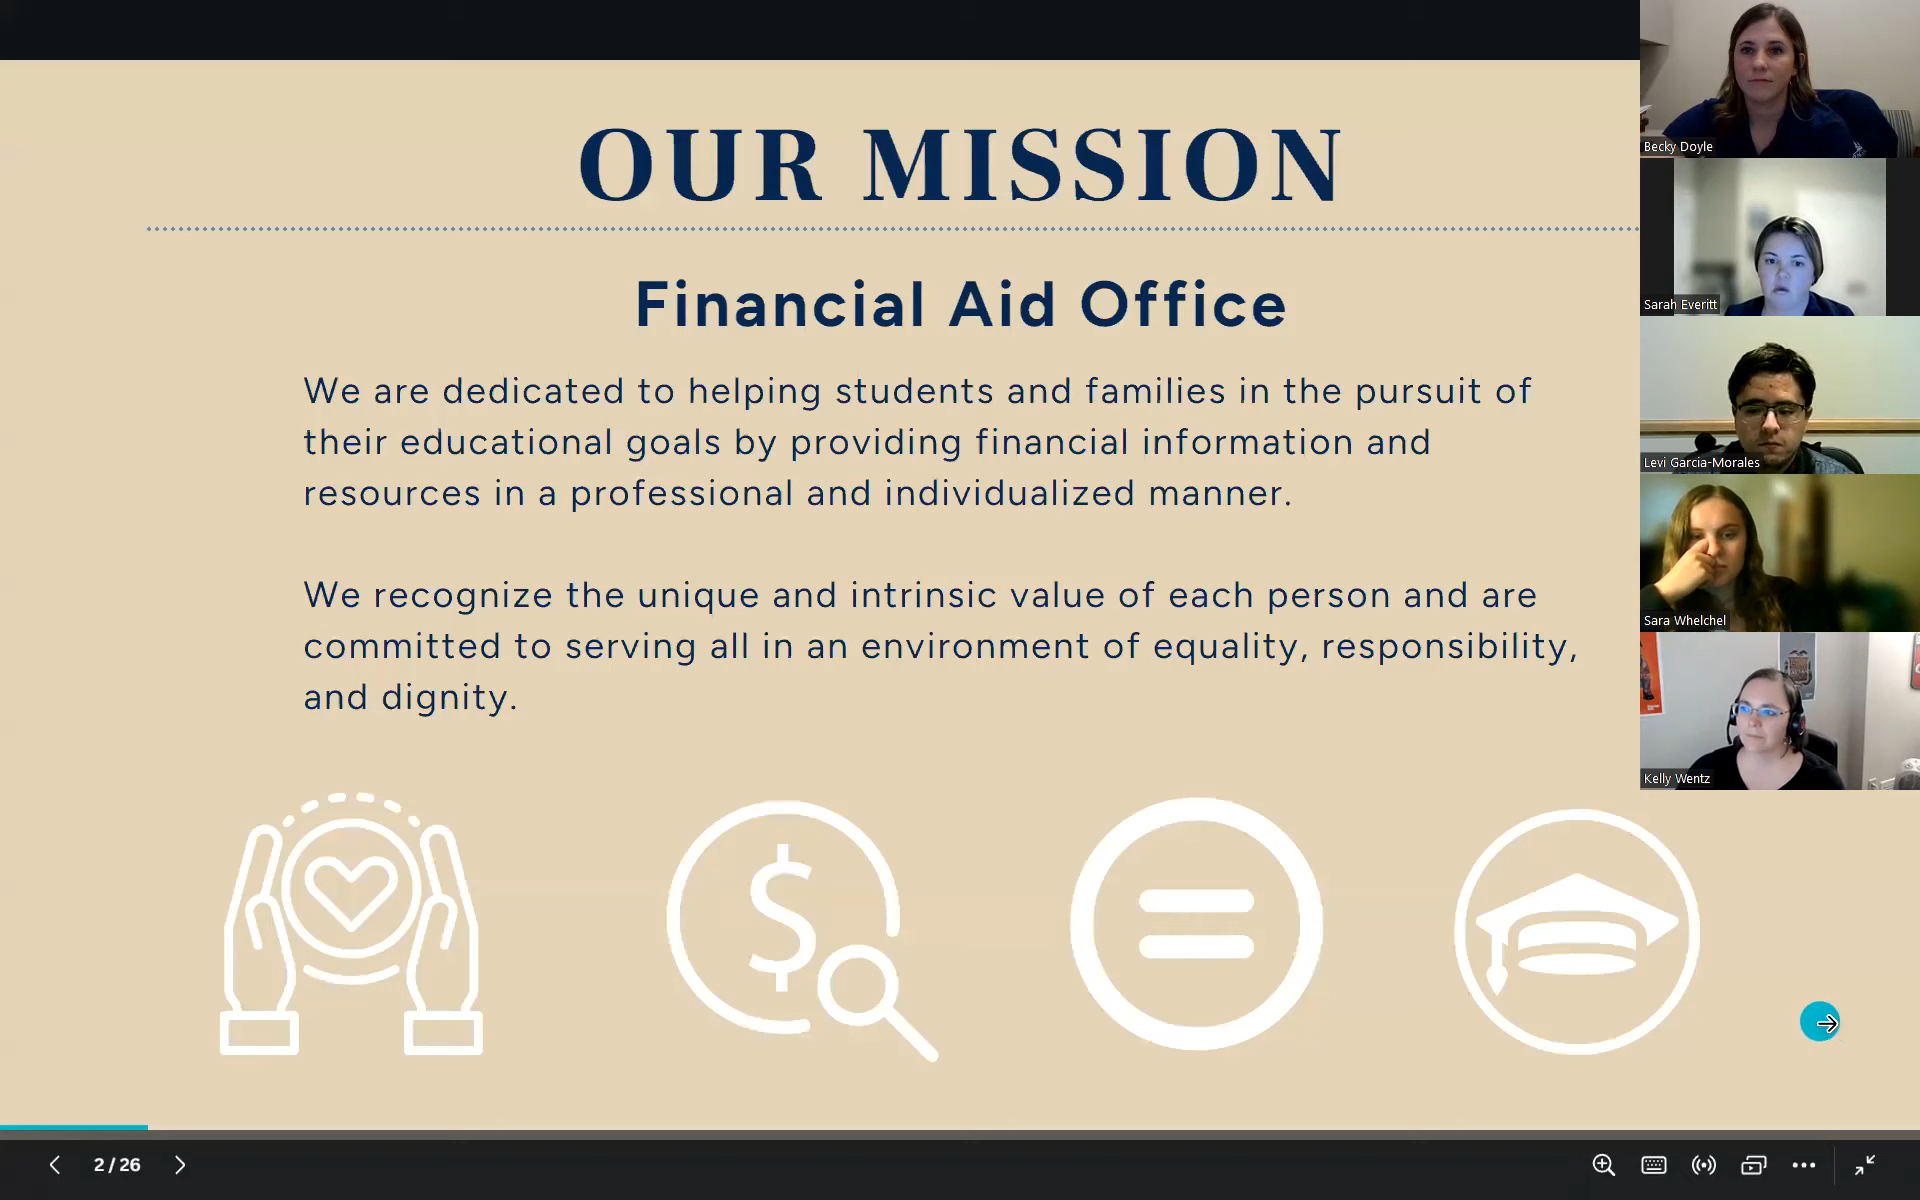 OUR MISSION
Financial Aid Office
We are dedicated to helping students and families in the pursuit of
their educational goals by providing financial information and
resources in a professional and individualized manner.
We recognize the unique and intrinsic value of each person and are
committed to serving all in an environment of equality, responsibility,
and dignity.
$
Becky Doyle
Sarah Everitt
Levi Garcia-Morales
Sara Whelchel
Kelly Wentz
2 / 26